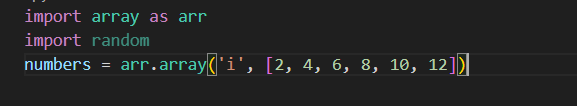 import array as arr
import random
numbers = arr.array('i', [2, 4, 6, 8, 10, 12])